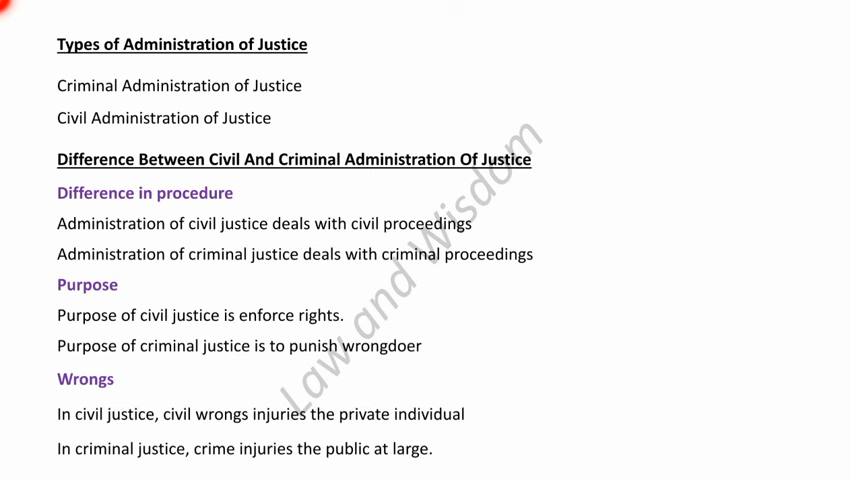 Types of Administration of Justice
Criminal Administration of Justice
Civil Administration of Justice
Difference Between Civil And Criminal Administration Of Justice
Difference in procedure
Administration of civil justice deals with civil proceedings
Administration of criminal justice deals with criminal proceedings
Purpose
Purpose of civil justice is enforce rights.
Purpose of criminal justice is to punish wrongdoer
Wrongs
In civil justice, civil wrongs injuries the private individual
In criminal justice, crime injuries the public at large.
Law and Wisdom